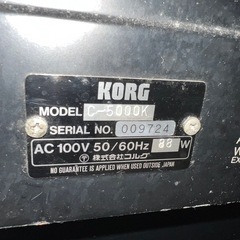 KORG
MODEL C-5000K
SERIAL NO. 009724
AC 100V 50/60Hz 88 W
株式会社コルグ
NO GUARANTEE IS APPLIED WHEN USED OUTSIDE JAPAN